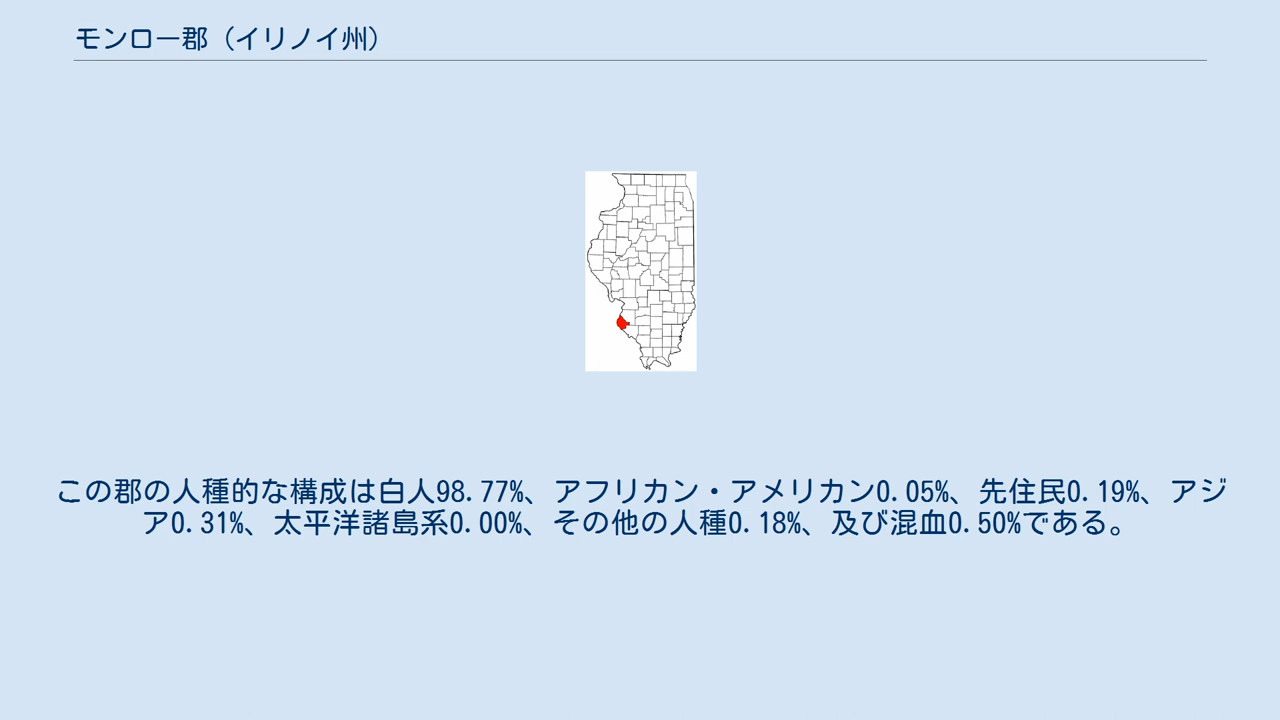 モンロー郡（イリノイ州）
この郡の人種的な構成は白人98.77%、アフリカン・アメリカン0.05%、先住民0.19%、アジ
ア0.31%、太平洋諸島系0.00%、その他の人種0.18%、及び混血0.50%である。